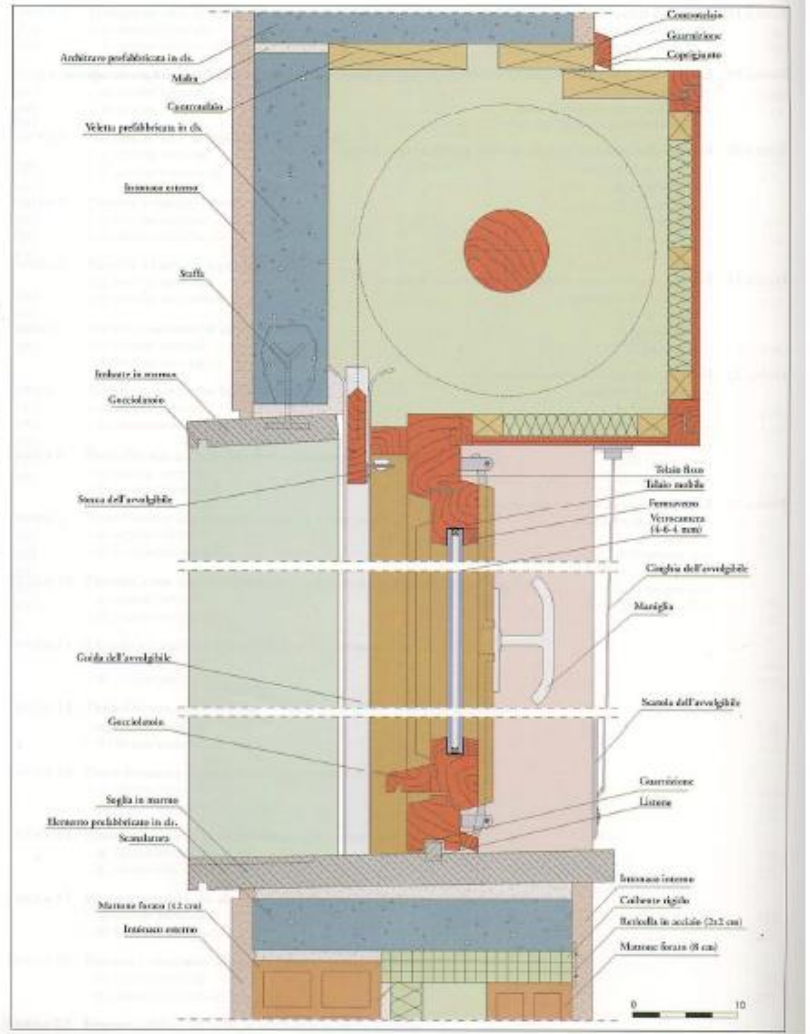 Architrave prefabbricata in cls.
Malta
Controtelaio
Veletta prefabbricata in cls.
Intonaco esterno
Staffa
Imbotte in marmo
Gocciolatoio
Stecca dell'avvolgibile
Guida dell'avvolgibile
Gocciolatoio
Soglia in marmo
Elemento prefabbricato in cls.
Scanalatura
Mattone forato (12 cm)
Intonaco esterno
Controtelaio
Guarnizione
Coprigiunto
Telaio fisso
Telaio mobile
Fermavetro
Vetrocamera
(4-6-4 mm)
Cinghia dell'avvolgibile
Maniglia
Scatola dell'avvolgibile
Guarnizione
Listone
Intonaco interno
Coibente rigido
Reticella in acciaio (2x2 cm)
Mattone forato (8 cm)
0 10